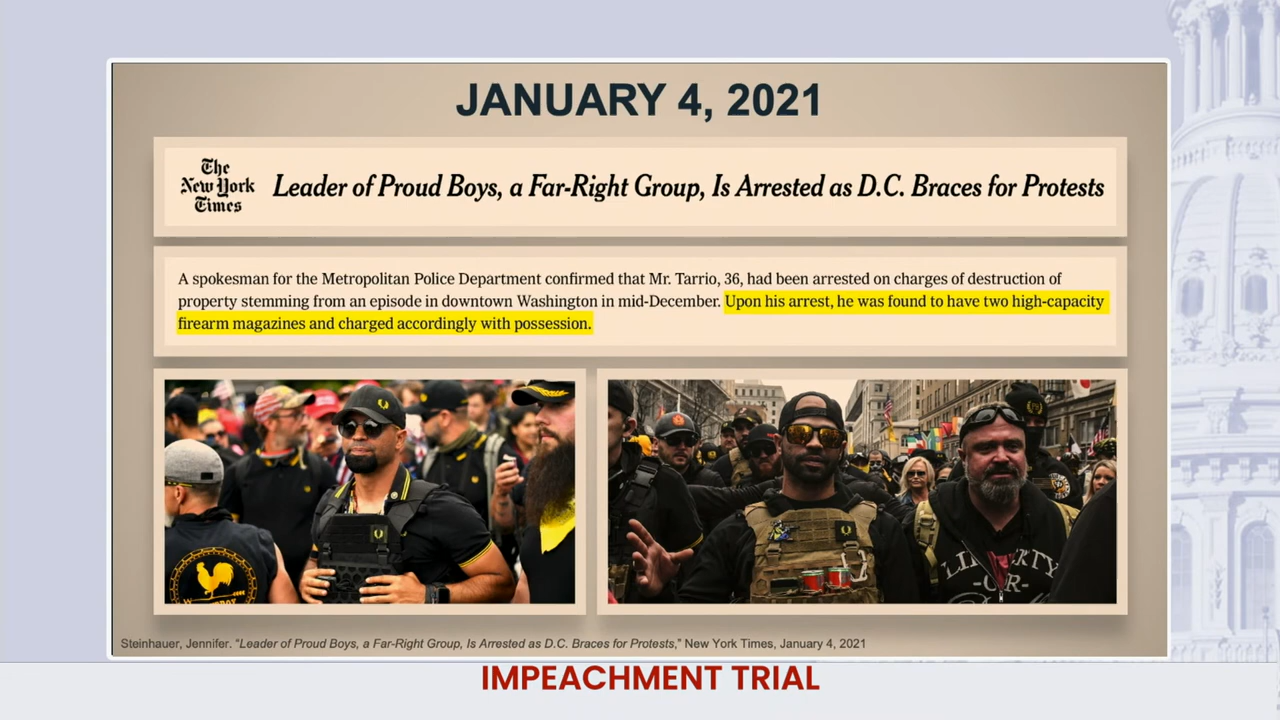 JANUARY 4, 2021
The
New York
Times
Leader of Proud Boys, a Far-Right Group, Is Arrested as D.C. Braces for Protests
A spokesman for the Metropolitan Police Department confirmed that Mr. Tarrio, 36, had been arrested on charges of destruction of
property stemming from an episode in downtown Washington in mid-December. Upon his arrest, he was found to have two high-capacity
firearm magazines and charged accordingly with possession.
LIBERTY
-OR-
Steinhauer, Jennifer. "Leader of Proud Boys, a Far-Right Group, Is Arrested as D.C. Braces for Protests," New York Times, January 4, 2021
IMPEACHMENT TRIAL